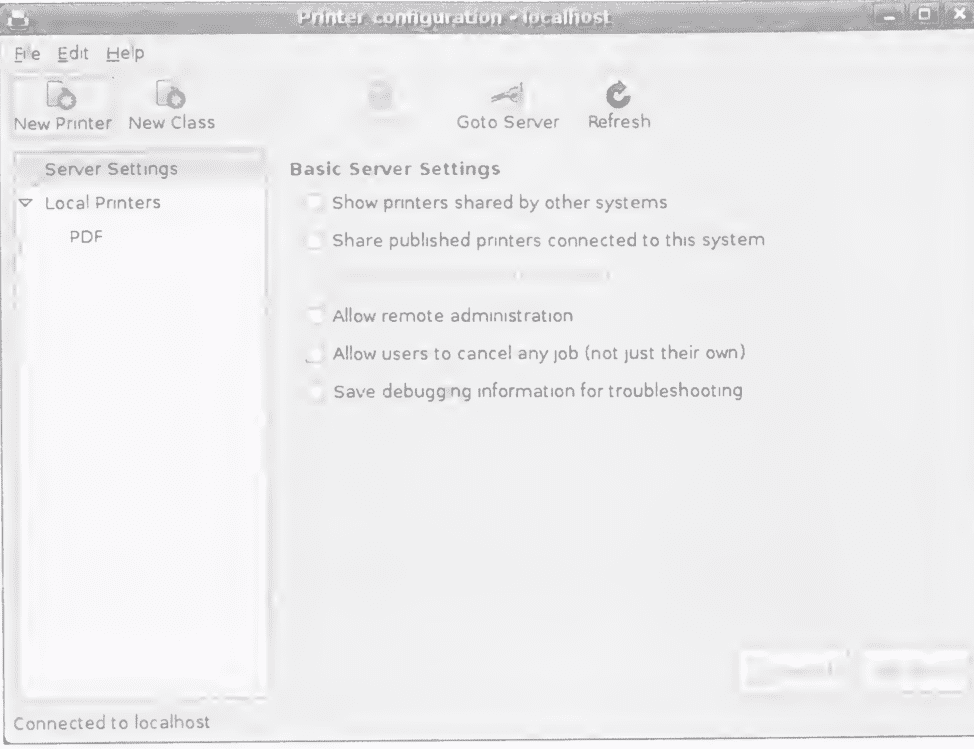 Printer configuration - localhost
File Edit Help
New Printer New Class Goto Server Refresh
Server Settings
Local Printers
PDF
Basic Server Settings
Show printers shared by other systems
Share published printers connected to this system
Allow remote administration
Allow users to cancel any job (not just their own)
Save debugging information for troubleshooting
Connected to localhost